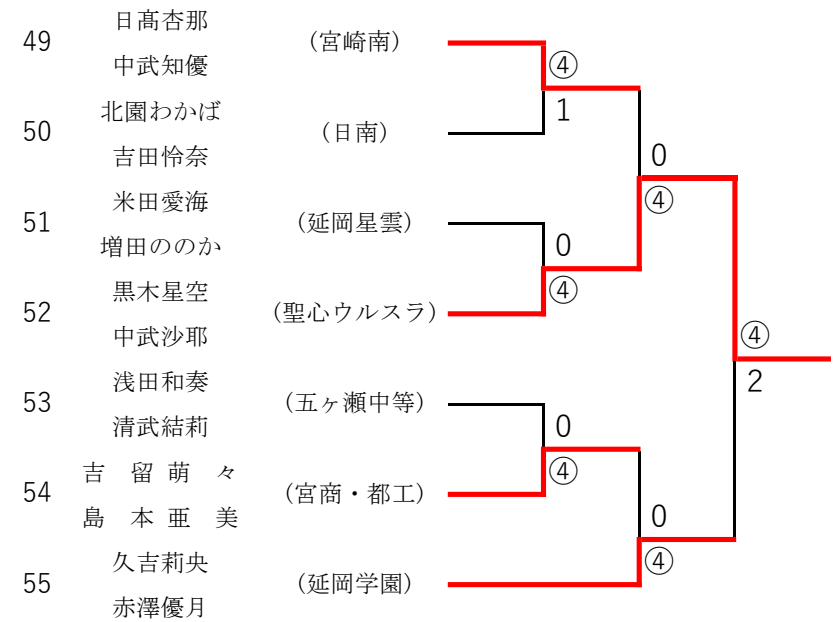 日髙杏那
49 (宮崎南)
中武知優
④
1
北園わかば
50 (日南)
吉田怜奈
0
④
米田愛海
51 (延岡星雲)
増田ののか
0
④
黒木星空
52 (聖心ウルスラ)
中武沙耶
④
2
浅田和奏
53 (五ヶ瀬中等)
清武結莉
0
④
吉 留 萌 々
54 (宮商・都工)
島 本 亜 美
0
④
久吉莉央
55 (延岡学園)
赤澤優月